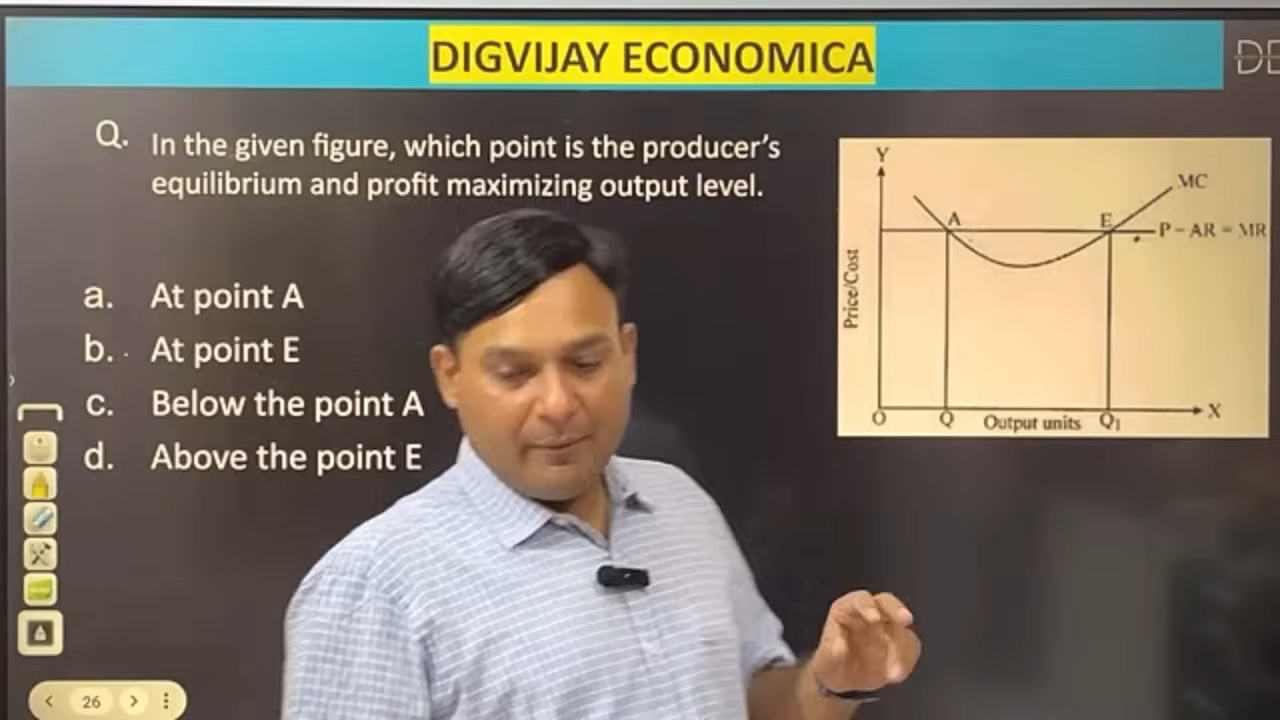 DIGVIJAY ECONOMICA
DE
Q. In the given figure, which point is the producer's
equilibrium and profit maximizing output level.
a. At point A
b. At point E
c. Below the point A
d. Above the point E
Y
MC
A
E
P - AR = MR
Price/Cost
O
Q
Output units
Q1
X
26